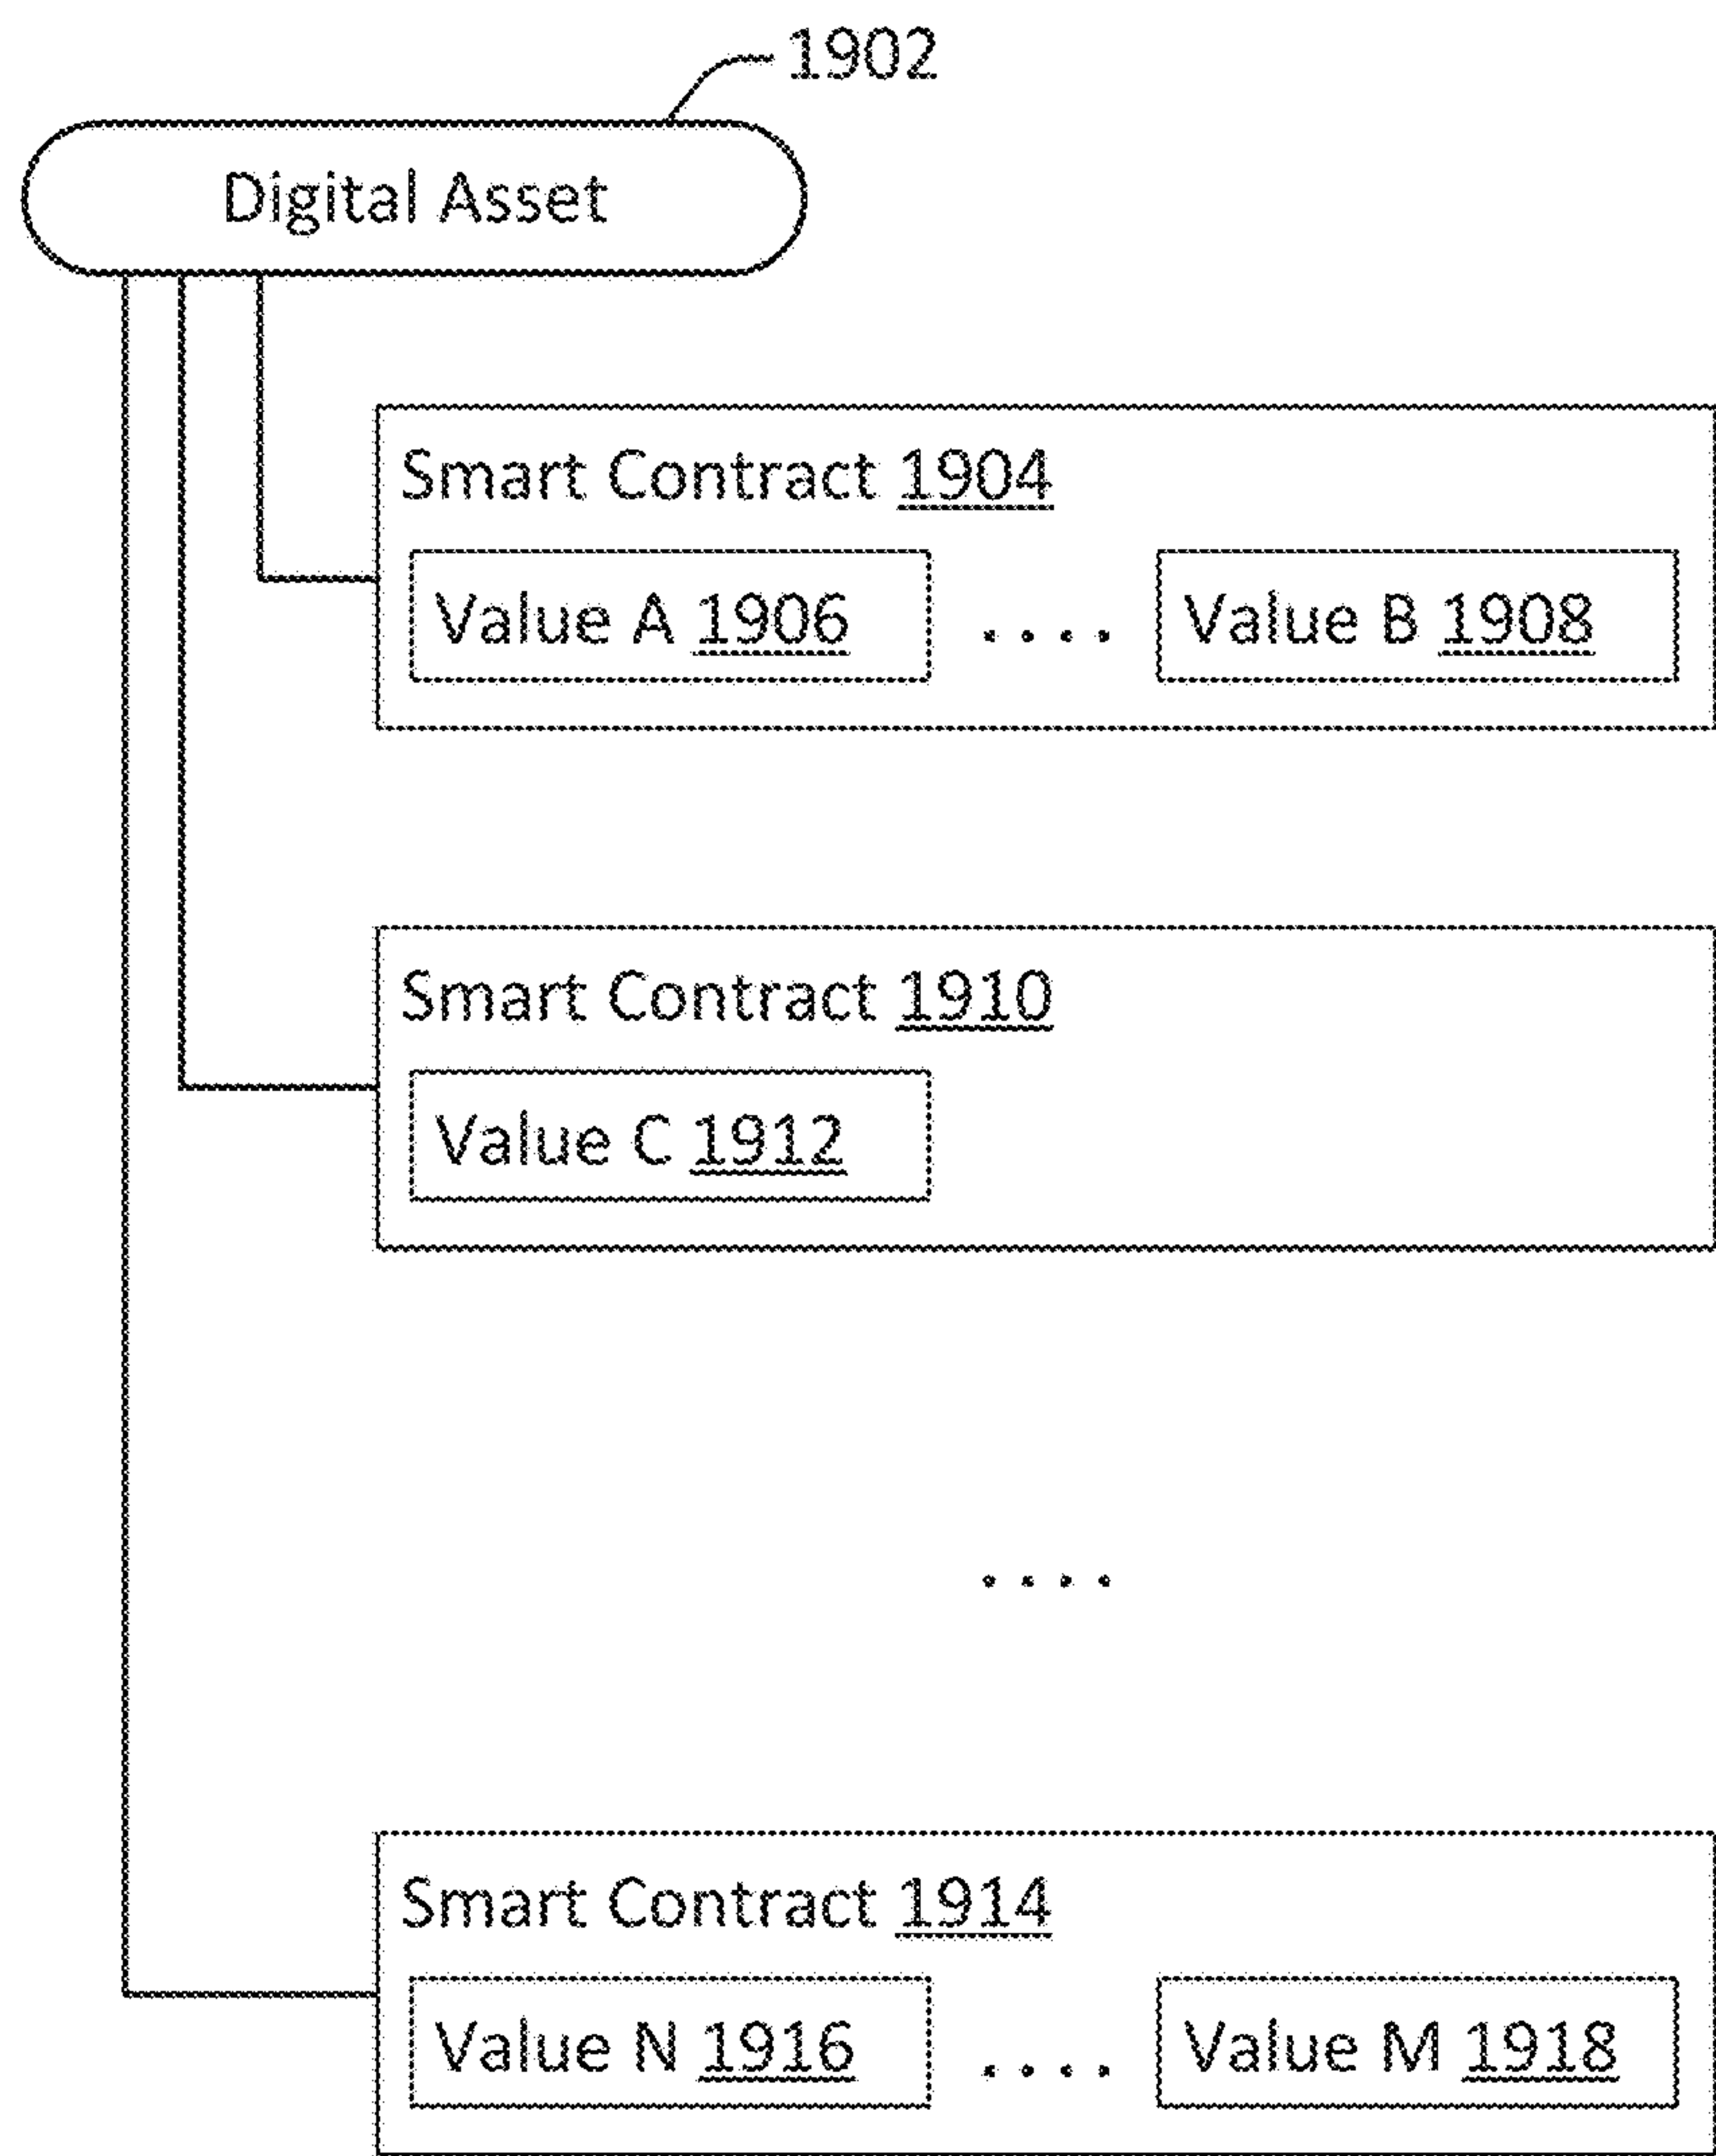 1902
Digital Asset
Smart Contract 1904
Value A 1906 .... Value B 1908
Smart Contract 1910
Value C 1912
....
Smart Contract 1914
Value N 1916 .... Value M 1918